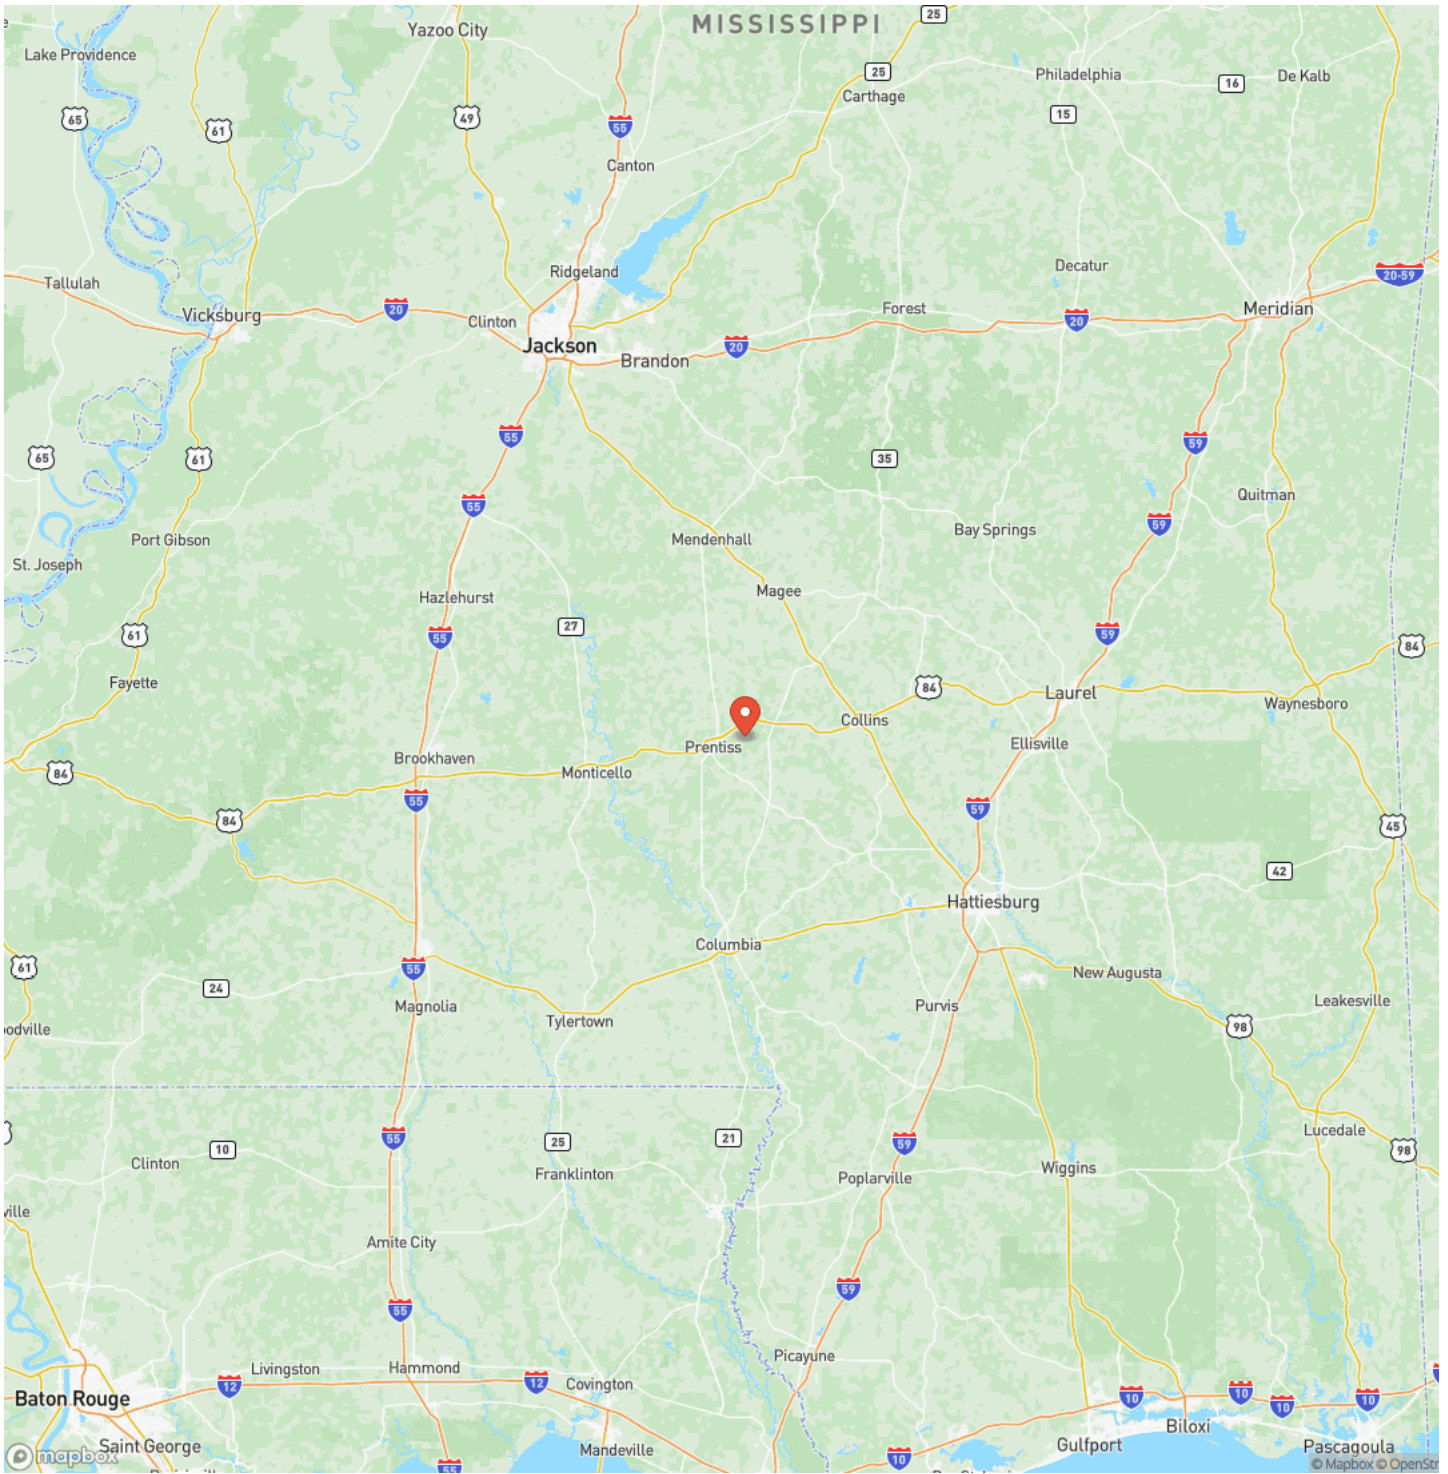 MISSISSIPPI
25
Yazoo City
Lake Providence
25
Philadelphia
De Kalb
16
Carthage
65
61
49
15
55
Canton
Ridgeland
Decatur
20-59
Tallulah
Vicksburg
20
Clinton
Forest
20
Meridian
Jackson
20
Brandon
55
59
65
61
35
55
Quitman
59
Bay Springs
Port Gibson
Mendenhall
St. Joseph
Magee
Hazlehurst
27
61
55
59
84
Fayette
84
Laurel
Waynesboro
Collins
Prentiss
Ellisville
Brookhaven
84
Monticello
55
59
84
45
42
Hattiesburg
Columbia
61
55
New Augusta
24
Magnolia
Purvis
Leakesville
Tylertown
98
oodville
55
25
21
59
Lucedale
10
98
Clinton
Franklinton
Poplarville
Wiggins
ville
Amite City
59
55
Picayune
Livingston
Hammond
12
12
Covington
10
10
10
10
Baton Rouge
Biloxi
Saint George
Mandeville
Gulfport
Pascagoula
mapbox
10
55
© Mapbox © OpenStr